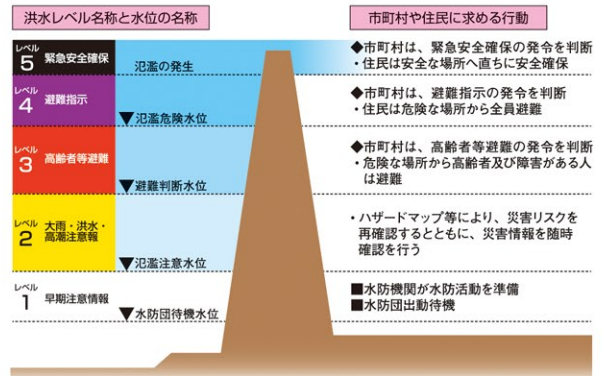 洪水レベル名称と水位の名称
市町村や住民に求める行動
レベル
5
緊急安全確保
氾濫の発生
◆市町村は、緊急安全確保の発令を判断
・住民は安全な場所へ直ちに安全確保
レベル
4
避難指示
▼氾濫危険水位
◆市町村は、避難指示の発令を判断
・住民は危険な場所から全員避難
レベル
3
高齢者等避難
▼避難判断水位
◆市町村は、高齢者等避難の発令を判断
・危険な場所から高齢者及び障害がある人
は避難
レベル
2
大雨・洪水・
高潮注意報
▼氾濫注意水位
・ハザードマップ等により、災害リスクを
再確認するとともに、災害情報を随時
確認を行う
レベル
1
早期注意情報
▼水防団待機水位
■水防機関が水防活動を準備
■水防団出動待機